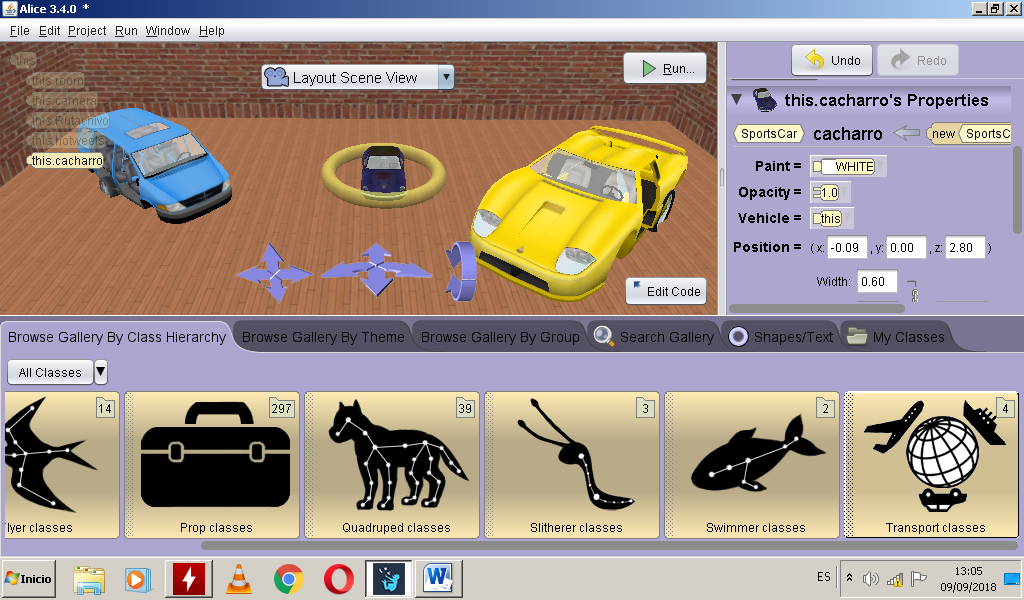 Alice 3.4.0 *
File Edit Project Run Window Help
this
this.room
this.camera
this.Rutachivo
this.hotweels
this.cacharro
Layout Scene View
Run...
Edit Code
Undo
Redo
this.cacharro's Properties
SportsCar cacharro new SportsC
Paint = WHITE
Opacity = 1.0
Vehicle = this
Position = ( x: -0.09 , y: 0.00 , z: 2.80 )
Width: 0.60
Browse Gallery By Class Hierarchy
Browse Gallery By Theme
Browse Gallery By Group
Search Gallery
Shapes/Text
My Classes
All Classes
14
297
39
3
2
4
lyer classes
Prop classes
Quadruped classes
Slitherer classes
Swimmer classes
Transport classes
Inicio
W
ES
13:05
09/09/2018